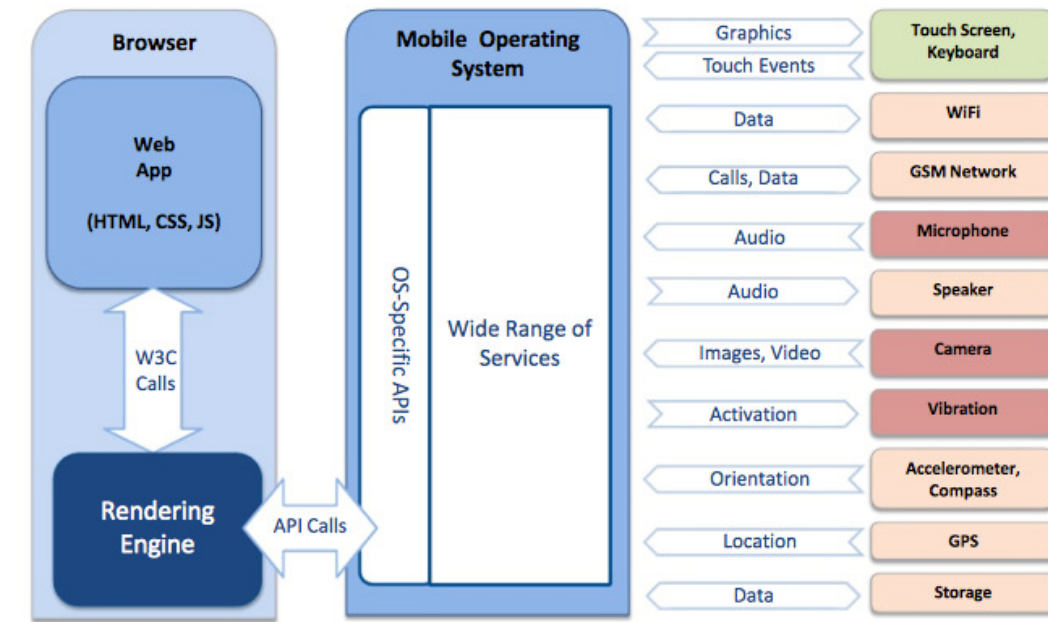 Browser
Web
App
(HTML, CSS, JS)
W3C
Calls
Rendering
Engine
API Calls
Mobile Operating
System
OS-Specific APIs
Wide Range of
Services
Graphics
Touch Events
Touch Screen,
Keyboard
Data
WiFi
Calls, Data
GSM Network
Audio
Microphone
Audio
Speaker
Images, Video
Camera
Activation
Vibration
Orientation
Accelerometer,
Compass
Location
GPS
Data
Storage